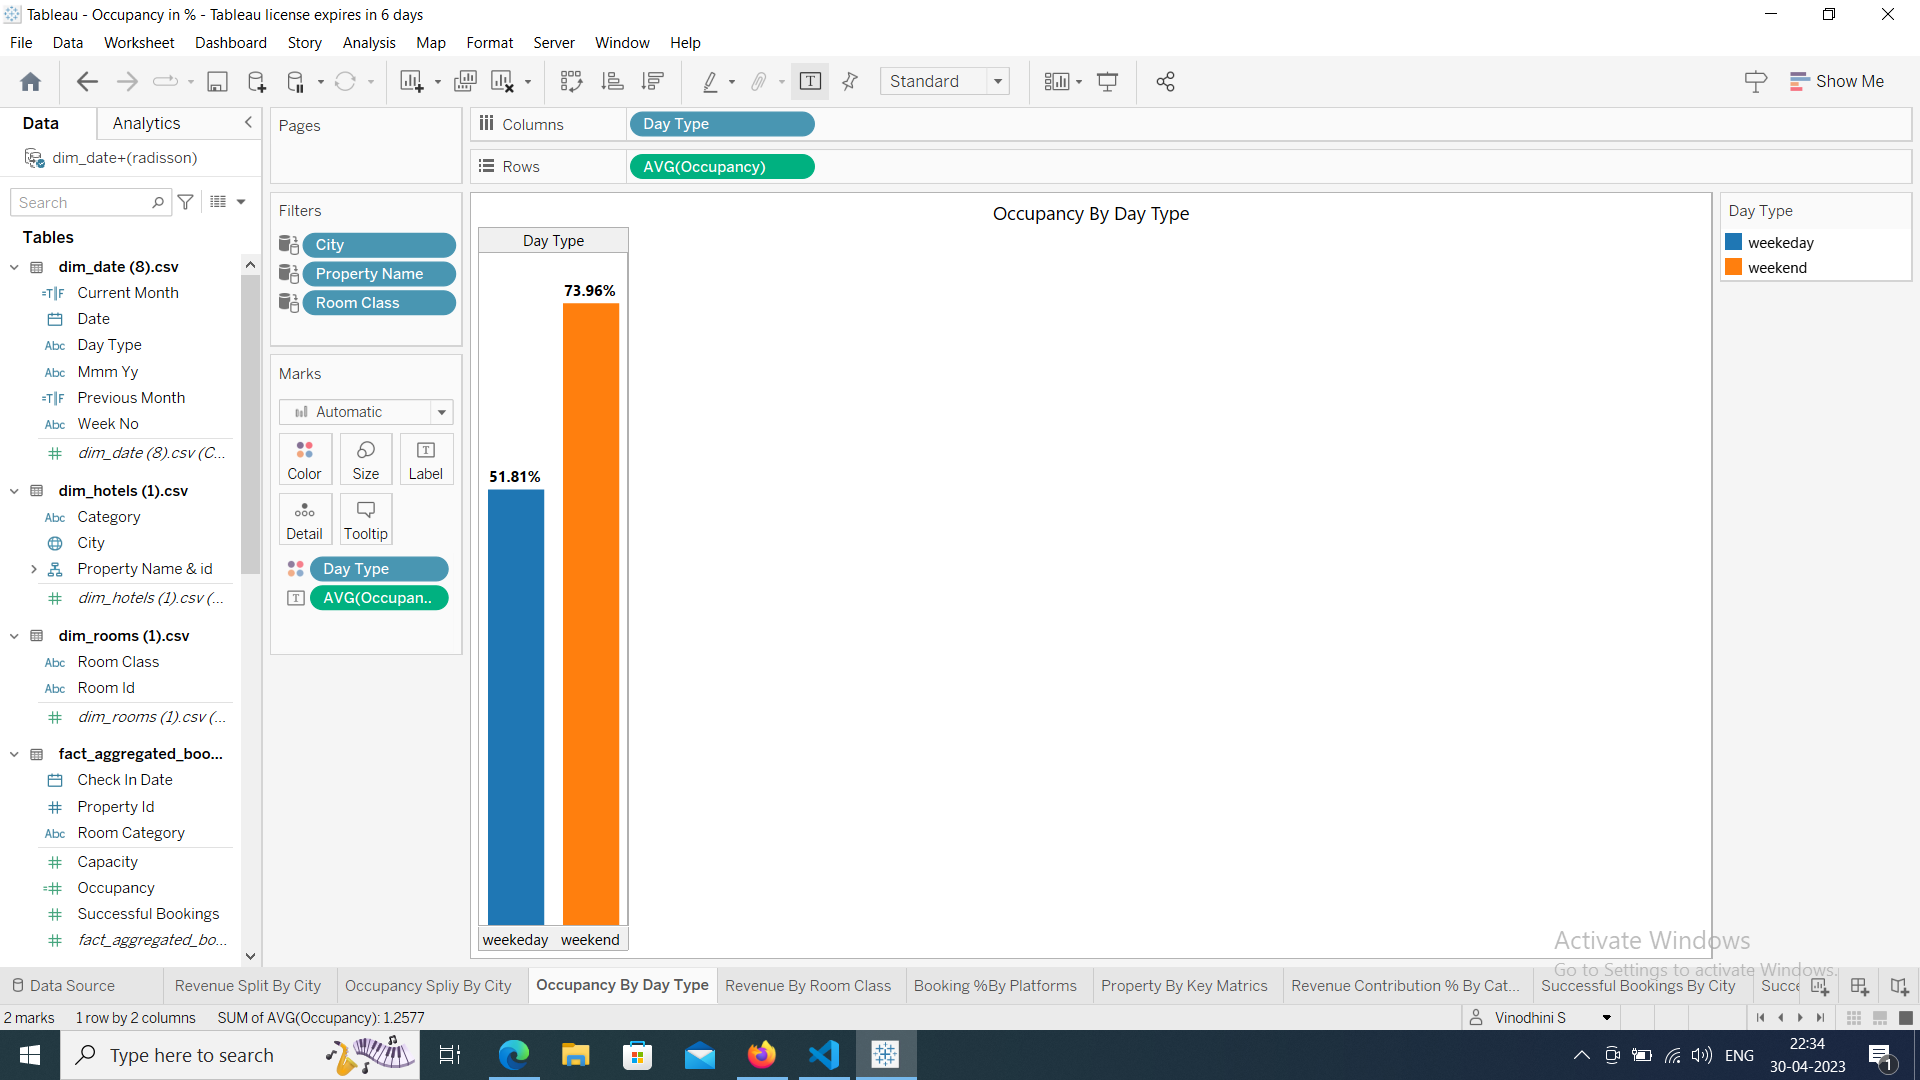 Tableau - Occupancy in % - Tableau license expires in 6 days
File Data Worksheet Dashboard Story Analysis Map Format Server Window Help
Standard
Show Me
Data Analytics
dim_date+(radisson)
Search
Tables
dim_date (8).csv
=T|F Current Month
Date
Abc Day Type
Abc Mmm Yy
=T|F Previous Month
Abc Week No
dim_date (8).csv (C...
dim_hotels (1).csv
Abc Category
City
Property Name & id
dim_hotels (1).csv (...
dim_rooms (1).csv
Abc Room Class
Abc Room Id
dim_rooms (1).csv (...
fact_aggregated_boo...
Check In Date
Property Id
Abc Room Category
Capacity
Occupancy
Successful Bookings
fact_aggregated_bo...
Pages
Filters
City
Property Name
Room Class
Marks
Automatic
Color Size Label
Detail Tooltip
Day Type
AVG(Occupan..
Columns Day Type
Rows AVG(Occupancy)
Occupancy By Day Type
Day Type
73.96%
51.81%
weekeday weekend
Day Type
weekeday
weekend
Activate Windows
Go to Settings to activate Windows.
Data Source Revenue Split By City Occupancy Spliy By City Occupancy By Day Type Revenue By Room Class Booking %By Platforms Property By Key Matrics Revenue Contribution % By Cat... Successful Bookings By City Succe
2 marks 1 row by 2 columns SUM of AVG(Occupancy): 1.2577
Vinodhini S
Type here to search
ENG
22:34
30-04-2023
1